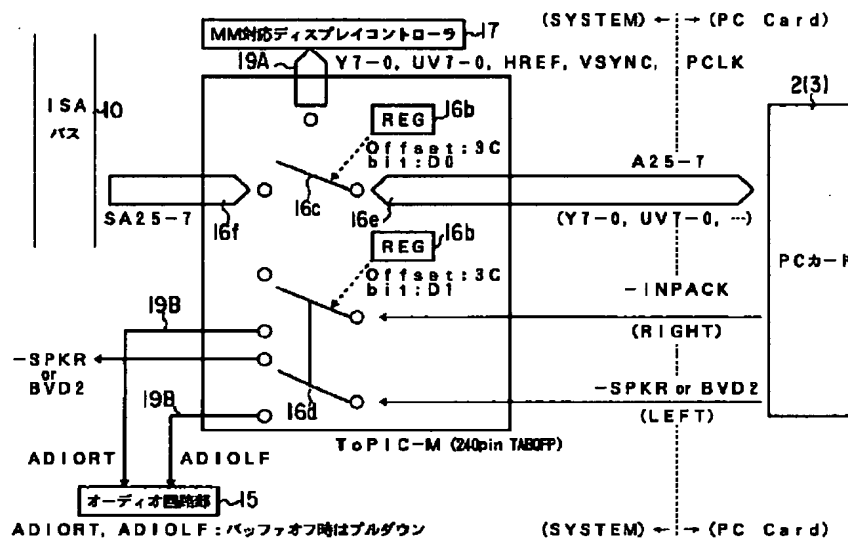 (SYSTEM) ←┼→ (PC Card)
MM対応ディスプレイコントローラ 17
19A Y7-0, UV7-0, HREF, VSYNC, PCLK
2(3)
ISA
バス
10
REG 16b
Offset:3C
bit:D0
A25-7
16c
16e
SA25-7
16f
(Y7-0, UV7-0, …)
REG 16b
Offset:3C
bit:D1
PCカード
-INPACK
19B
(RIGHT)
-SPKR
or
BVD2
19B
16d
-SPKR or BVD2
(LEFT)
ToPIC-M (240pin TABQFP)
ADIORT
ADIOLF
オーディオ回路部 15
ADIORT, ADIOLF:バッファオフ時はプルダウン
(SYSTEM) ←┼→ (PC Card)